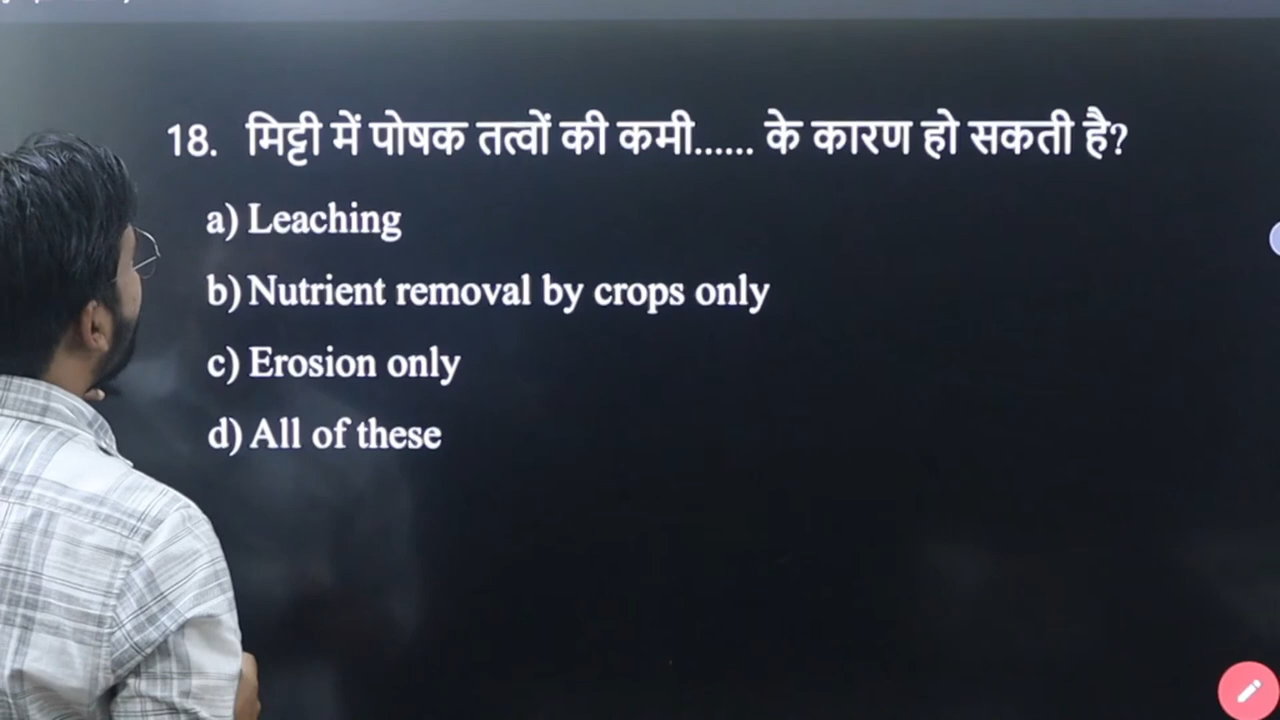 18. मिट्टी में पोषक तत्वों की कमी...... के कारण हो सकती है?
a) Leaching
b) Nutrient removal by crops only
c) Erosion only
d) All of these